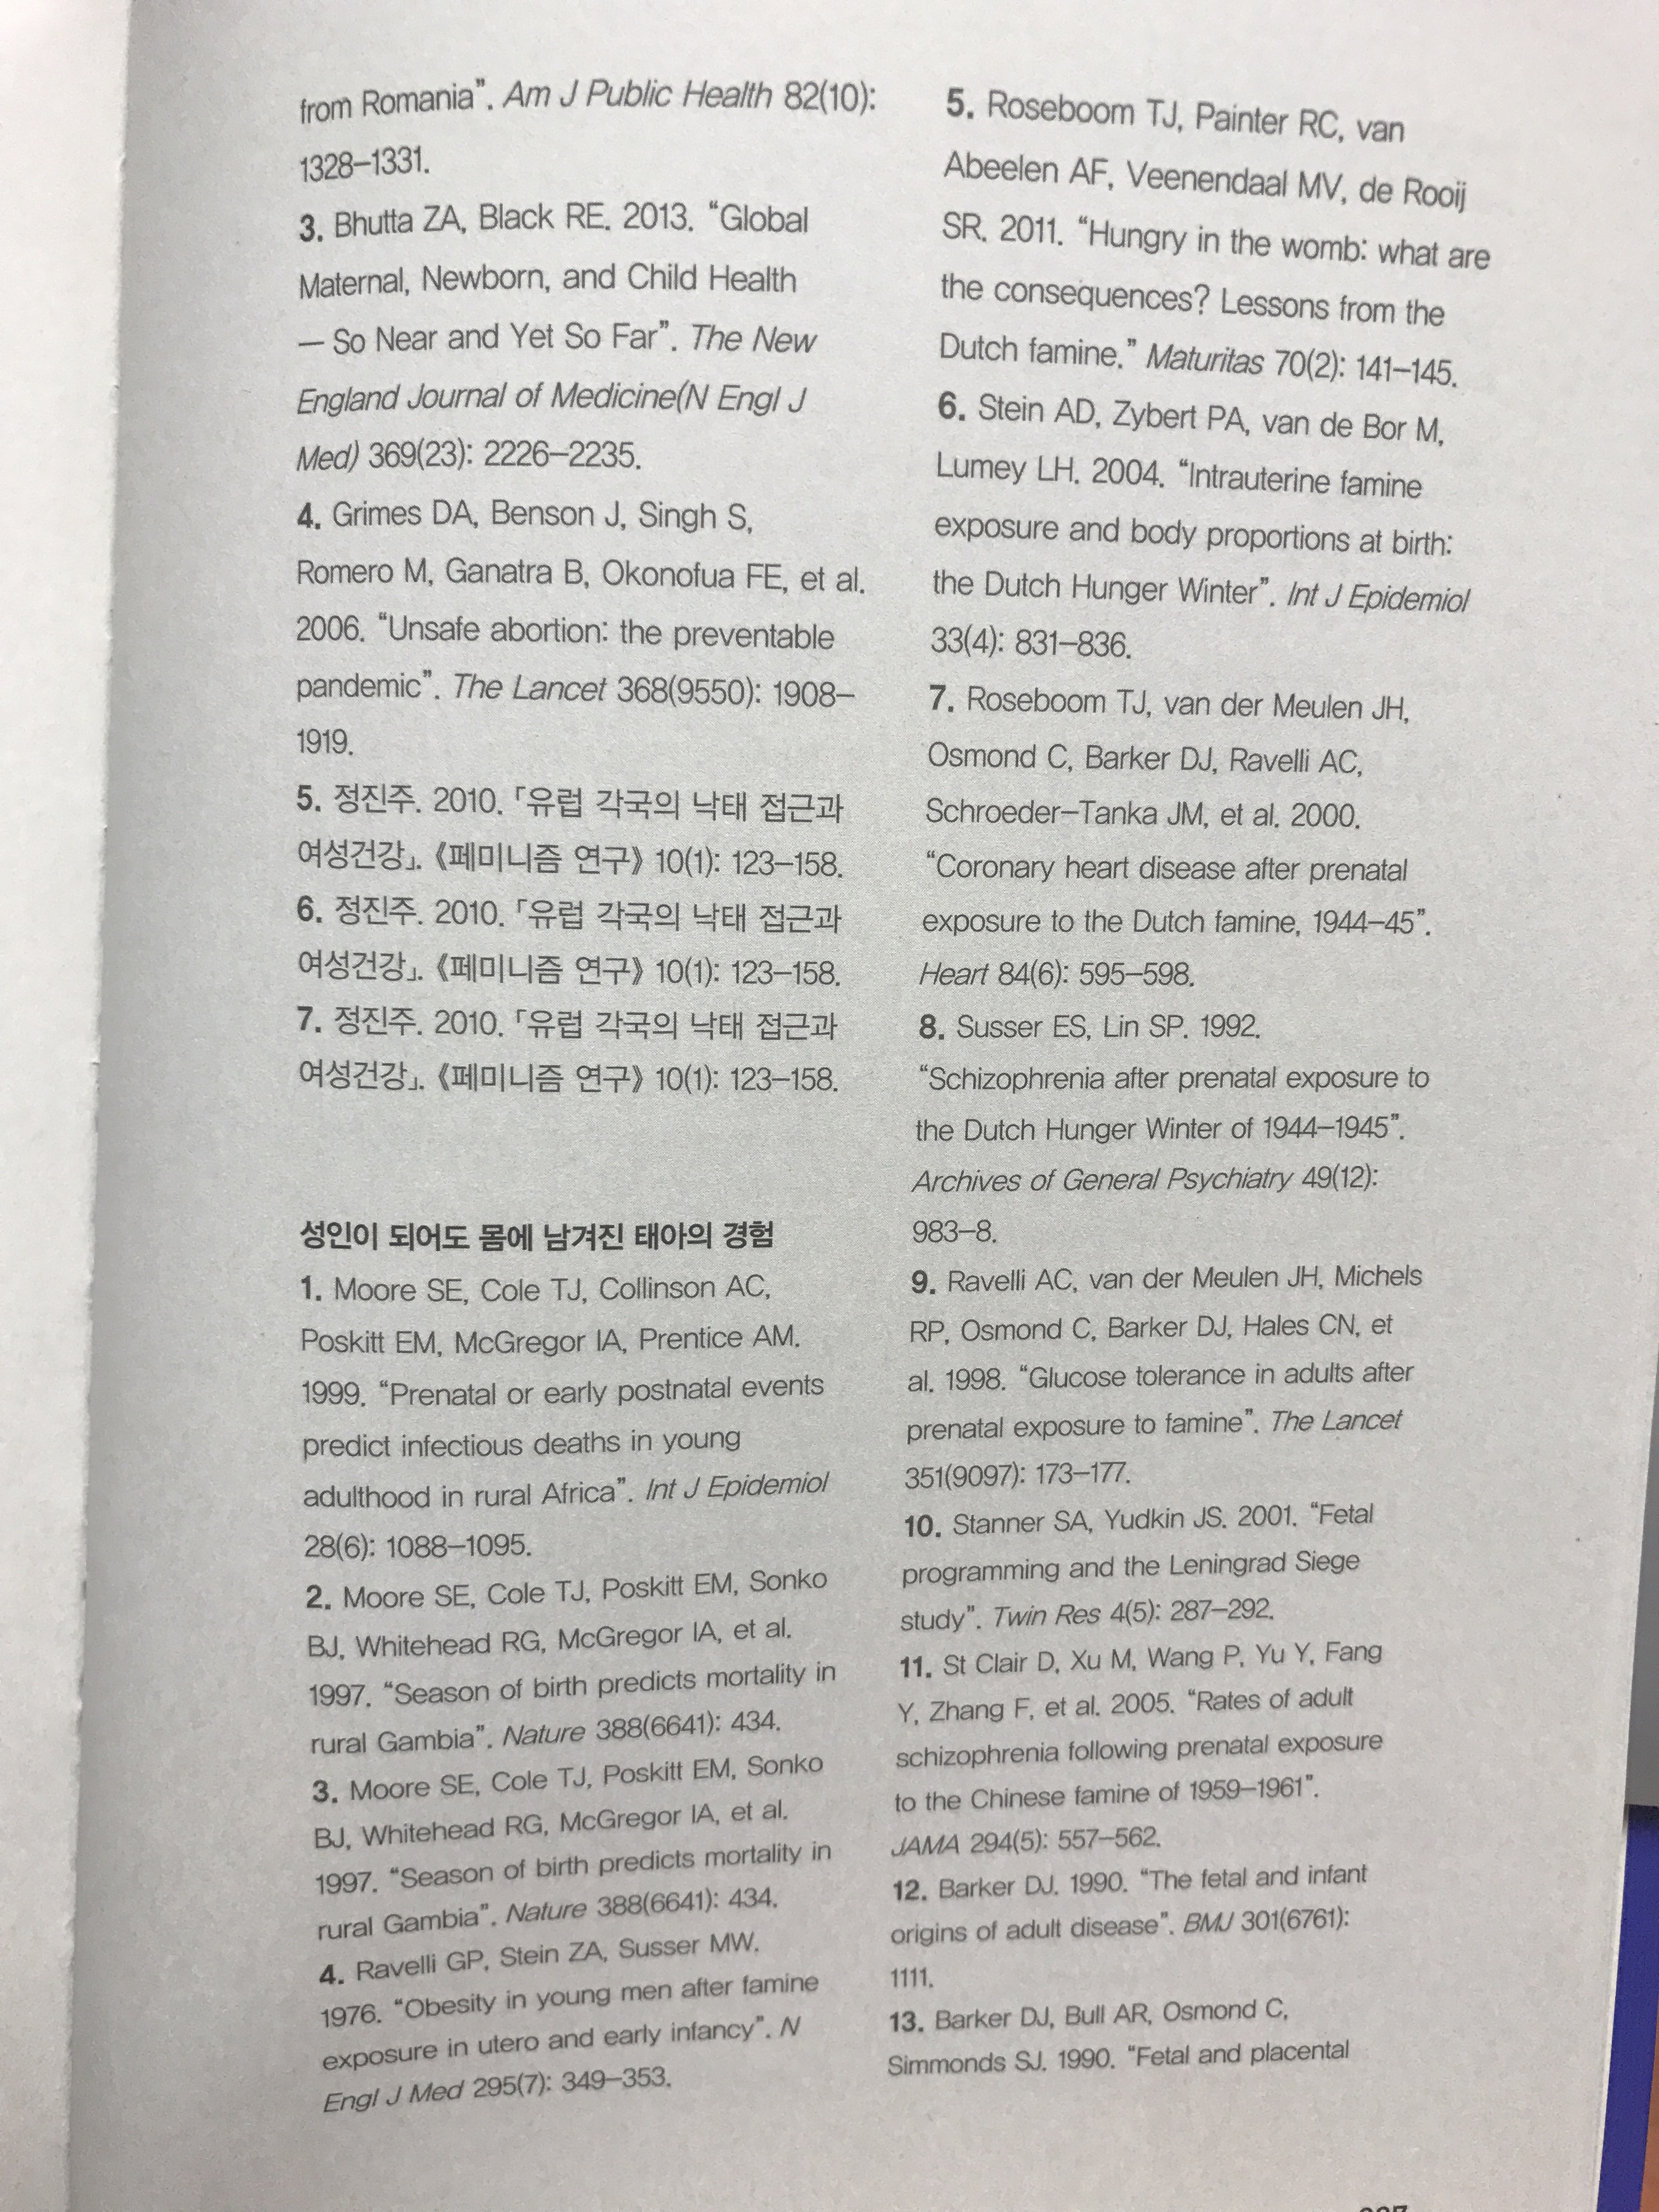 from Romania”. Am J Public Health 82(10):
1328–1331.
3. Bhutta ZA, Black RE. 2013. “Global
Maternal, Newborn, and Child Health
— So Near and Yet So Far”. The New
England Journal of Medicine(N Engl J
Med) 369(23): 2226–2235.
4. Grimes DA, Benson J, Singh S,
Romero M, Ganatra B, Okonofua FE, et al.
2006. “Unsafe abortion: the preventable
pandemic”. The Lancet 368(9550): 1908–
1919.
5. 정진주. 2010. 「유럽 각국의 낙태 접근과
여성건강」. 《페미니즘 연구》 10(1): 123–158.
6. 정진주. 2010. 「유럽 각국의 낙태 접근과
여성건강」. 《페미니즘 연구》 10(1): 123–158.
7. 정진주. 2010. 「유럽 각국의 낙태 접근과
여성건강」. 《페미니즘 연구》 10(1): 123–158.
성인이 되어도 몸에 남겨진 태아의 경험
1. Moore SE, Cole TJ, Collinson AC,
Poskitt EM, McGregor IA, Prentice AM.
1999. “Prenatal or early postnatal events
predict infectious deaths in young
adulthood in rural Africa”. Int J Epidemiol
28(6): 1088–1095.
2. Moore SE, Cole TJ, Poskitt EM, Sonko
BJ, Whitehead RG, McGregor IA, et al.
1997. “Season of birth predicts mortality in
rural Gambia”. Nature 388(6641): 434.
3. Moore SE, Cole TJ, Poskitt EM, Sonko
BJ, Whitehead RG, McGregor IA, et al.
1997. “Season of birth predicts mortality in
rural Gambia”. Nature 388(6641): 434.
4. Ravelli GP, Stein ZA, Susser MW.
1976. “Obesity in young men after famine
exposure in utero and early infancy”. N
Engl J Med 295(7): 349–353.
5. Roseboom TJ, Painter RC, van
Abeelen AF, Veenendaal MV, de Rooij
SR. 2011. “Hungry in the womb: what are
the consequences? Lessons from the
Dutch famine.” Maturitas 70(2): 141–145.
6. Stein AD, Zybert PA, van de Bor M,
Lumey LH. 2004. “Intrauterine famine
exposure and body proportions at birth:
the Dutch Hunger Winter”. Int J Epidemiol
33(4): 831–836.
7. Roseboom TJ, van der Meulen JH,
Osmond C, Barker DJ, Ravelli AC,
Schroeder–Tanka JM, et al. 2000.
“Coronary heart disease after prenatal
exposure to the Dutch famine, 1944–45”.
Heart 84(6): 595–598.
8. Susser ES, Lin SP. 1992.
“Schizophrenia after prenatal exposure to
the Dutch Hunger Winter of 1944–1945”.
Archives of General Psychiatry 49(12):
983–8.
9. Ravelli AC, van der Meulen JH, Michels
RP, Osmond C, Barker DJ, Hales CN, et
al. 1998. “Glucose tolerance in adults after
prenatal exposure to famine”. The Lancet
351(9097): 173–177.
10. Stanner SA, Yudkin JS. 2001. “Fetal
programming and the Leningrad Siege
study”. Twin Res 4(5): 287–292.
11. St Clair D, Xu M, Wang P, Yu Y, Fang
Y, Zhang F, et al. 2005. “Rates of adult
schizophrenia following prenatal exposure
to the Chinese famine of 1959–1961”.
JAMA 294(5): 557–562.
12. Barker DJ. 1990. “The fetal and infant
origins of adult disease”. BMJ 301(6761):
1111.
13. Barker DJ, Bull AR, Osmond C,
Simmonds SJ. 1990. “Fetal and placental